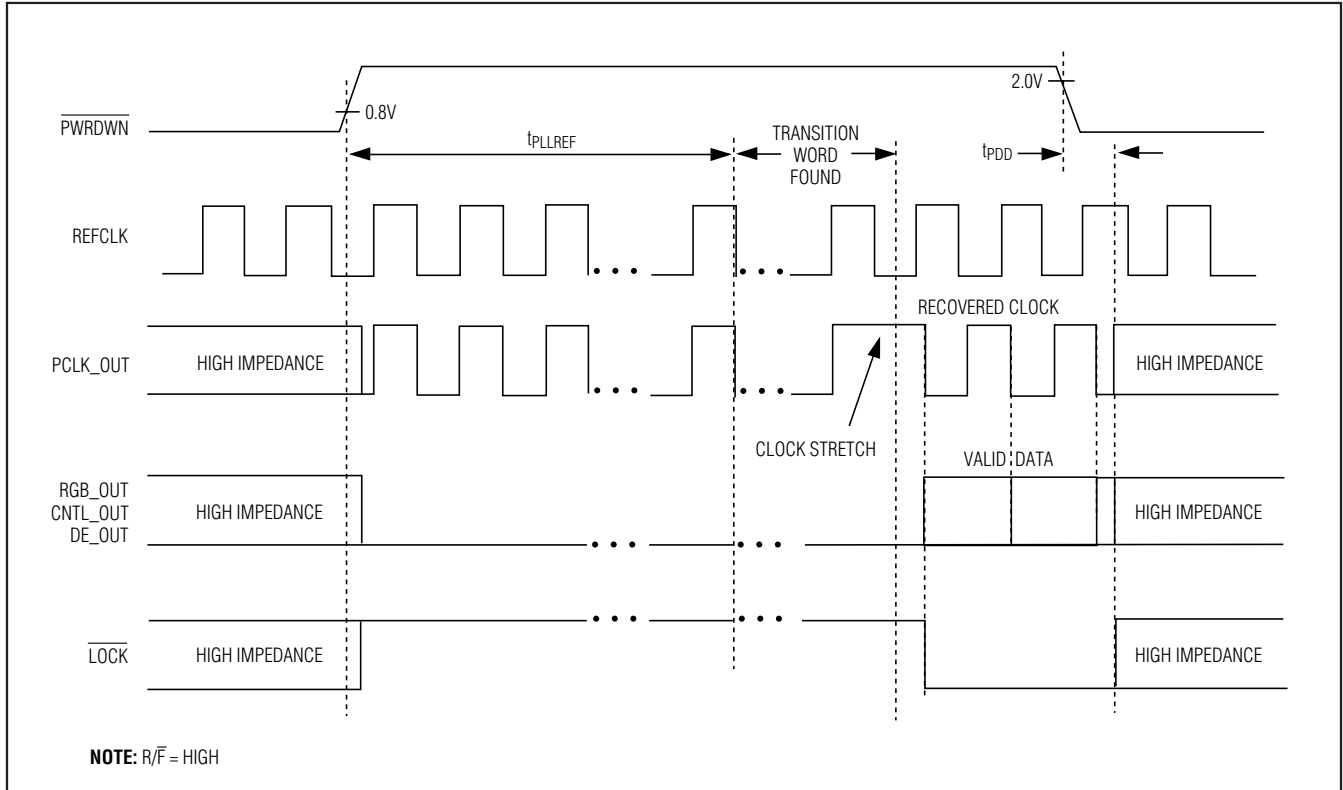 2.0V
0.8V
PWRDWN
tPLLREF
TRANSITION
WORD
FOUND
tPDD
REFCLK
RECOVERED CLOCK
PCLK_OUT
HIGH IMPEDANCE
HIGH IMPEDANCE
CLOCK STRETCH
VALID DATA
RGB_OUT
CNTL_OUT
DE_OUT
HIGH IMPEDANCE
HIGH IMPEDANCE
LOCK
HIGH IMPEDANCE
HIGH IMPEDANCE
NOTE: R/F̅ = HIGH